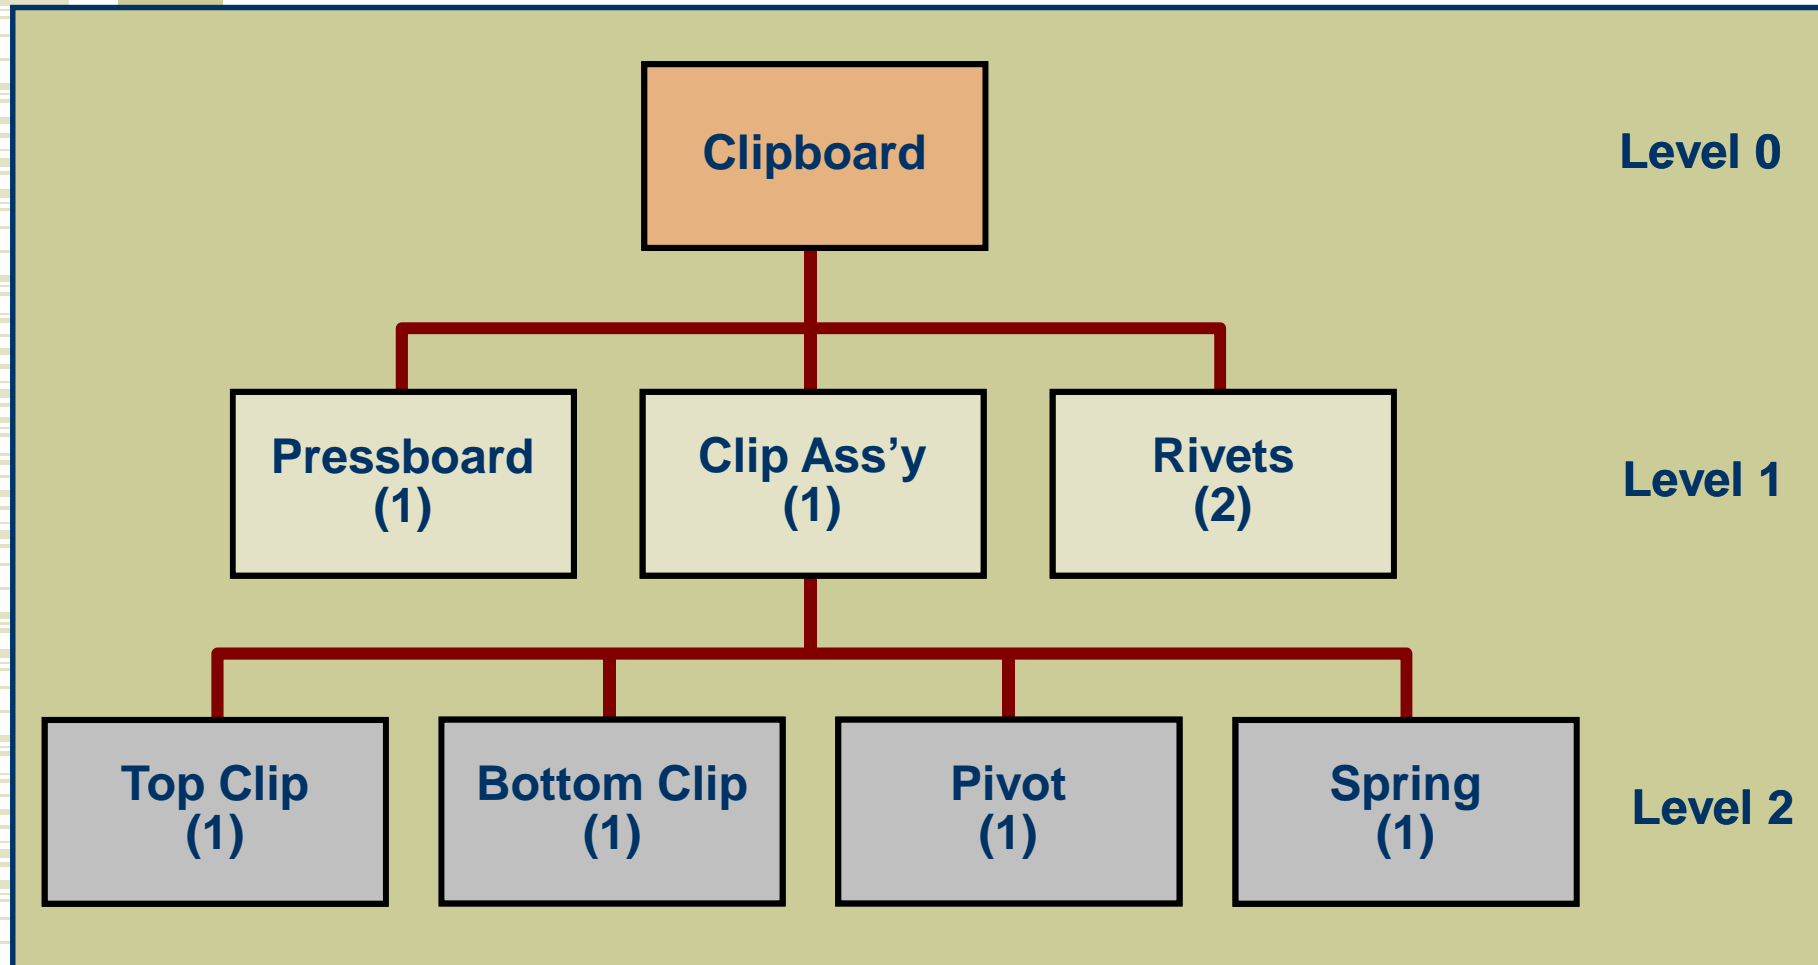 Clipboard
Level 0
Pressboard
(1)
Clip Ass’y
(1)
Rivets
(2)
Level 1
Top Clip
(1)
Bottom Clip
(1)
Pivot
(1)
Spring
(1)
Level 2